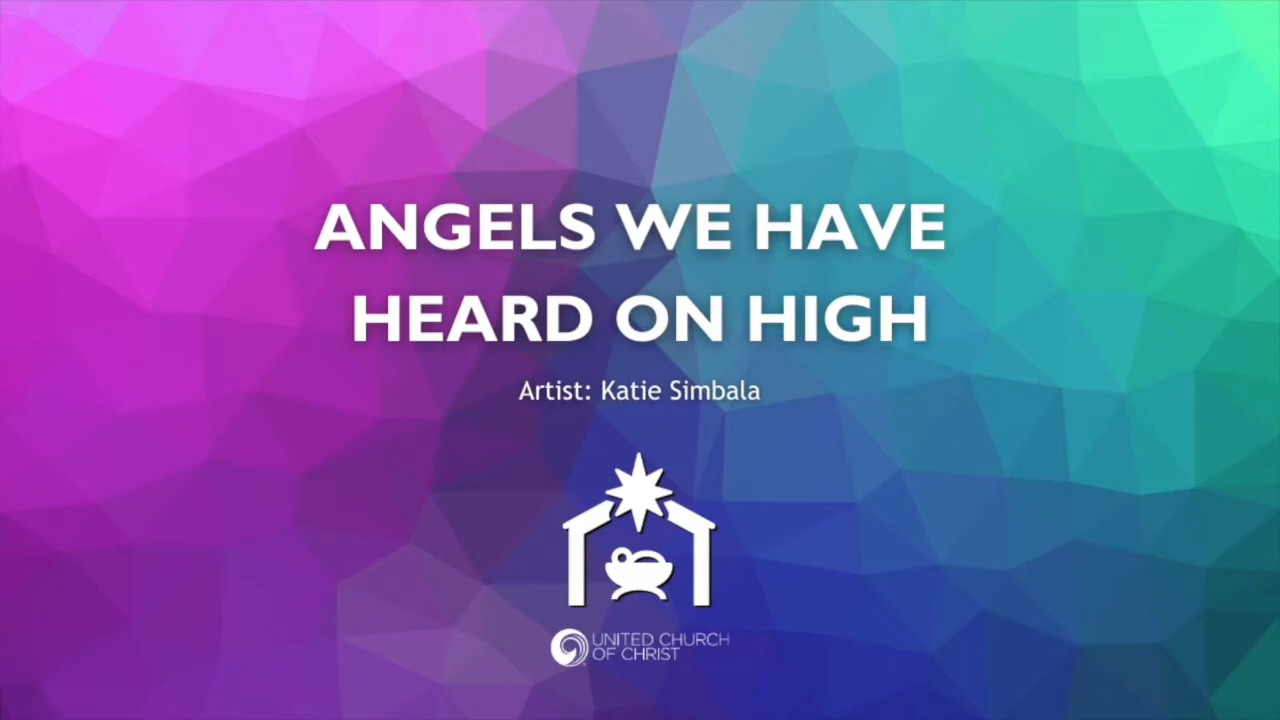 ANGELS WE HAVE
HEARD ON HIGH
Artist: Katie Simbala
UNITED CHURCH
OF CHRIST